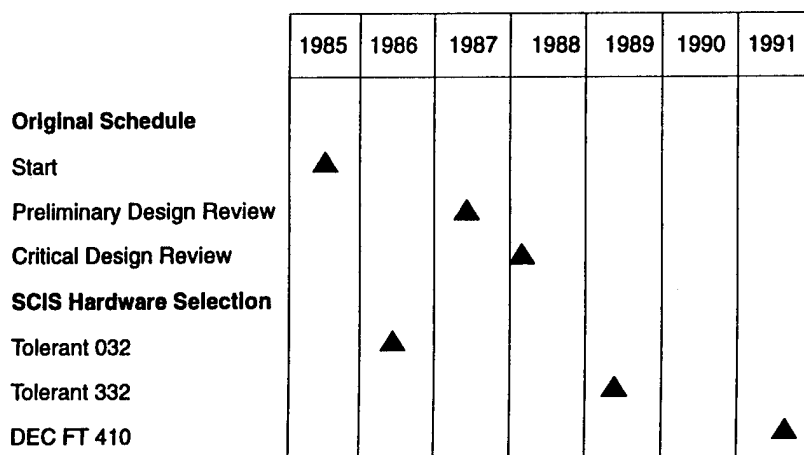 1985 1986 1987 1988 1989 1990 1991
Original Schedule
Start
Preliminary Design Review
Critical Design Review
SCIS Hardware Selection
Tolerant 032
Tolerant 332
DEC FT 410